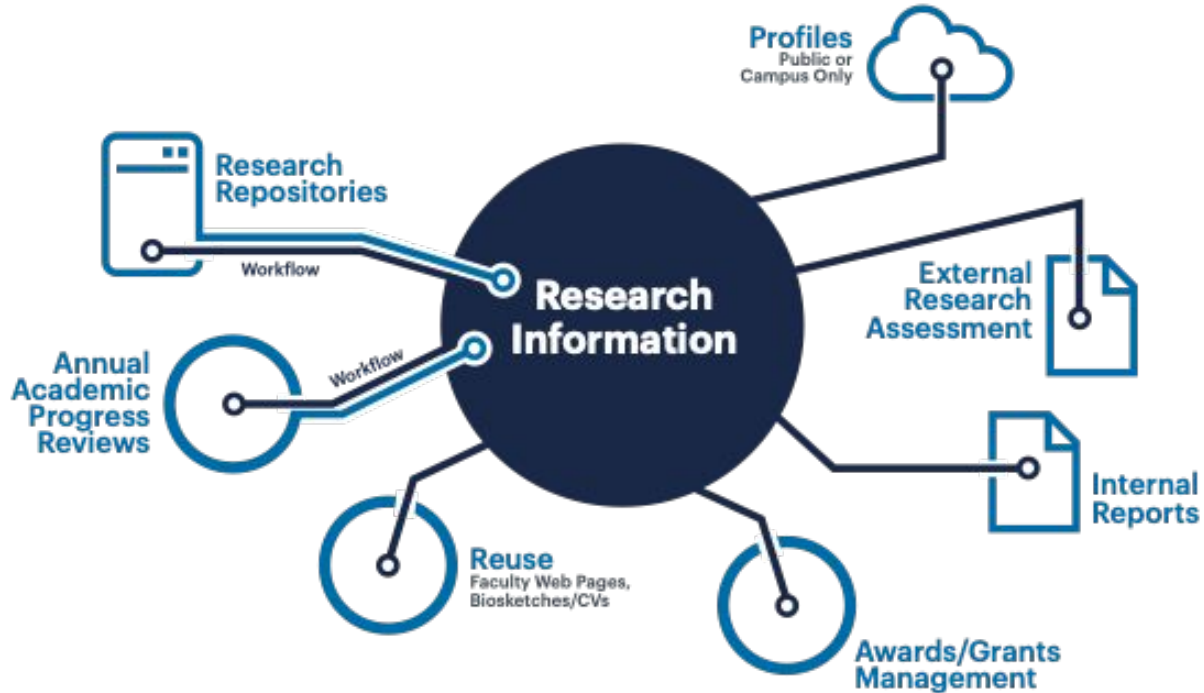 Profiles
Public or
Campus Only
Research
Repositories
Workflow
External
Research
Assessment
Research
Information
Annual
Academic
Progress
Reviews
Workflow
Internal
Reports
Reuse
Faculty Web Pages,
Biosketches/CVs
Awards/Grants
Management